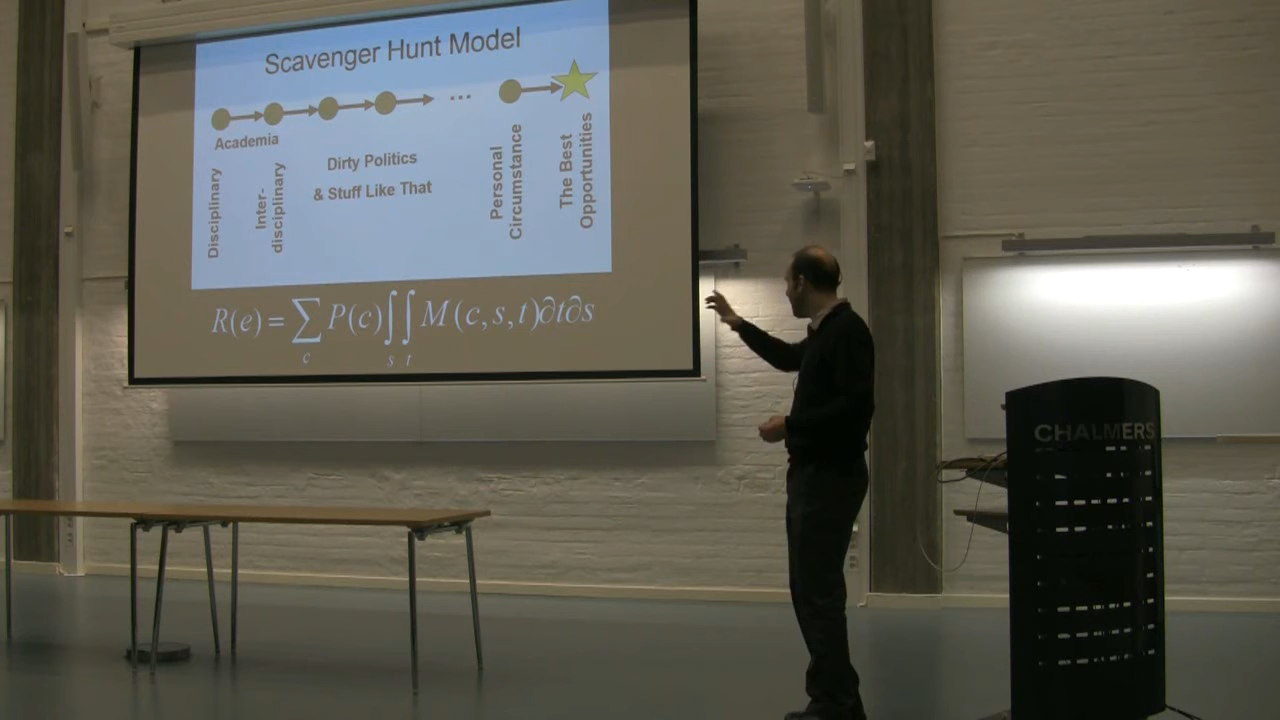 Scavenger Hunt Model
...
Academia
Disciplinary
Inter-
disciplinary
Dirty Politics
& Stuff Like That
Personal
Circumstance
The Best
Opportunities
R(e) = ∑ P(c) ∫∫ M(c, s, t)∂t∂s
c s t
CHALMERS